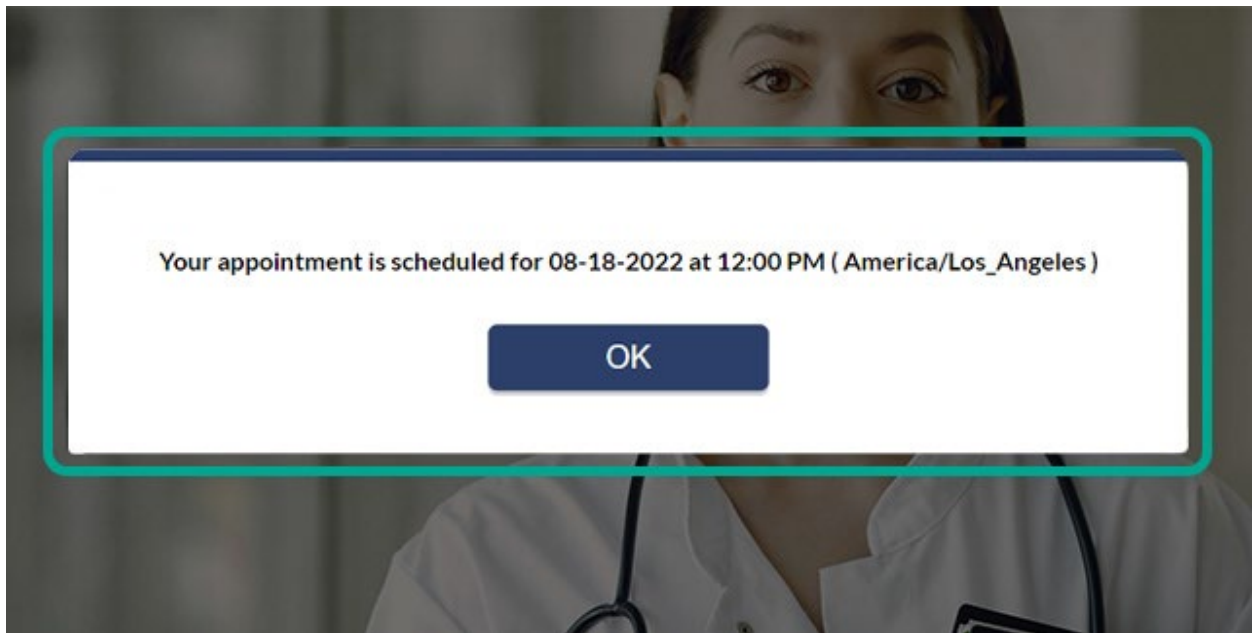 Your appointment is scheduled for 08-18-2022 at 12:00 PM ( America/Los_Angeles )
OK